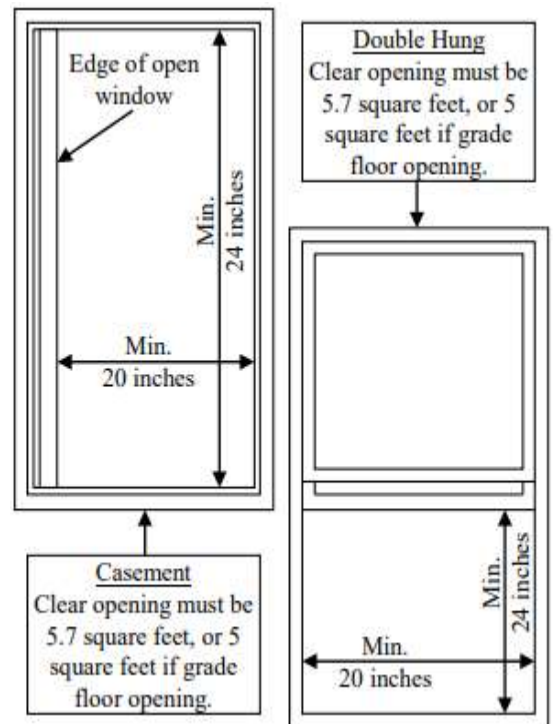 Edge of open
window
Min.
24 inches
Min.
20 inches
Casement
Clear opening must be
5.7 square feet, or 5
square feet if grade
floor opening.
Double Hung
Clear opening must be
5.7 square feet, or 5
square feet if grade
floor opening.
Min.
24 inches
Min.
20 inches